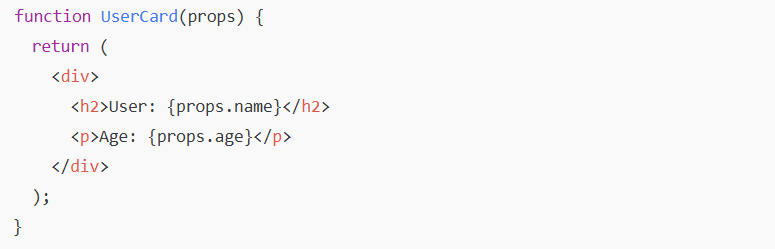 function UserCard(props) {
  return (
    <div>
      <h2>User: {props.name}</h2>
      <p>Age: {props.age}</p>
    </div>
  );
}